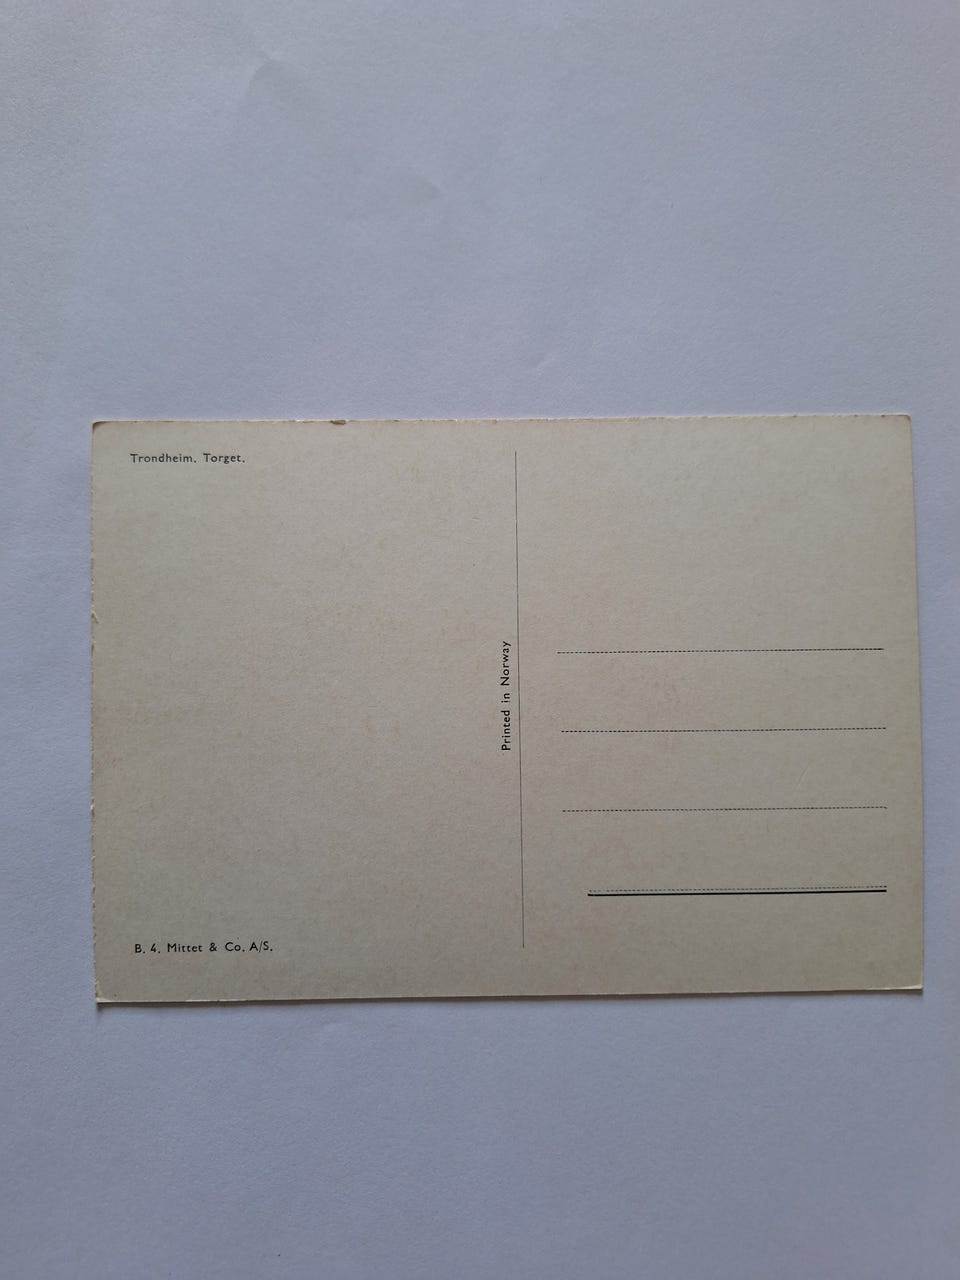 Trondheim. Torget.
Printed in Norway
B. 4. Mittet & Co. A/S.